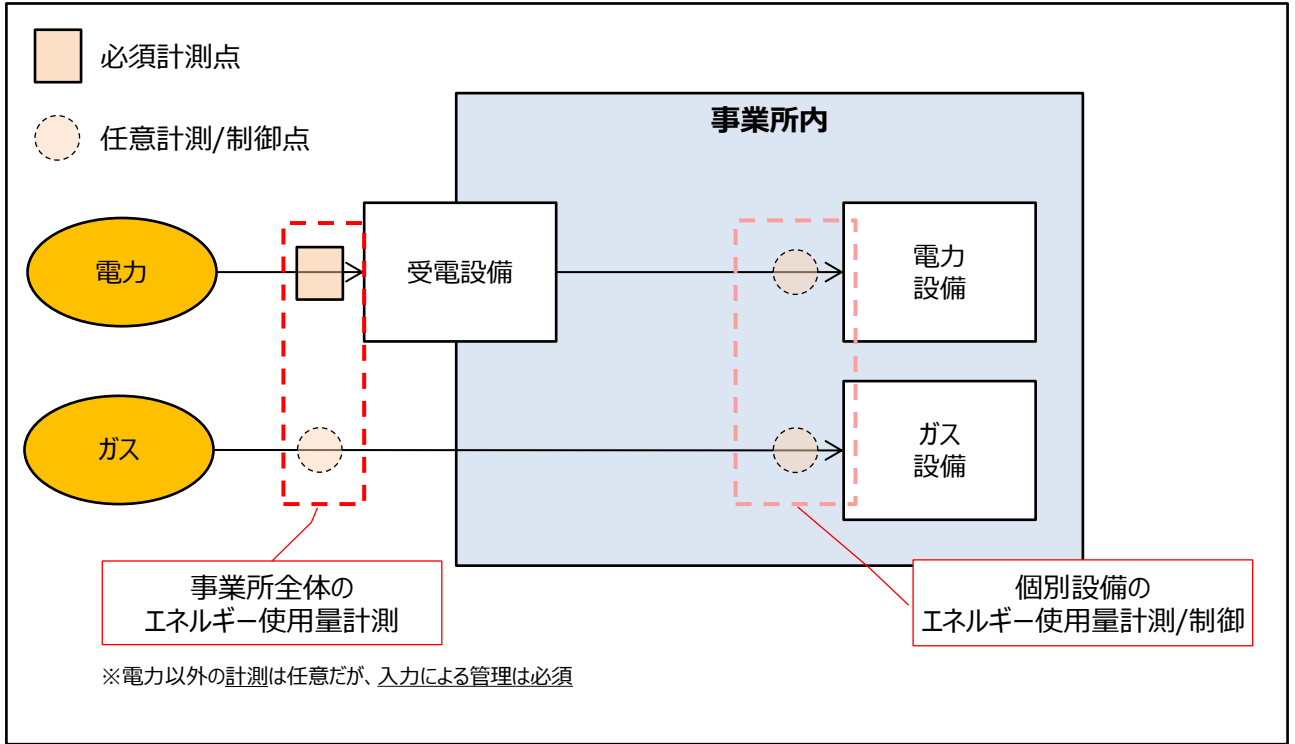 必須計測点
任意計測/制御点
事業所内
電力
受電設備
電力
設備
ガス
ガス
設備
事業所全体の
エネルギー使用量計測
個別設備の
エネルギー使用量計測/制御
※電力以外の計測は任意だが、入力による管理は必須